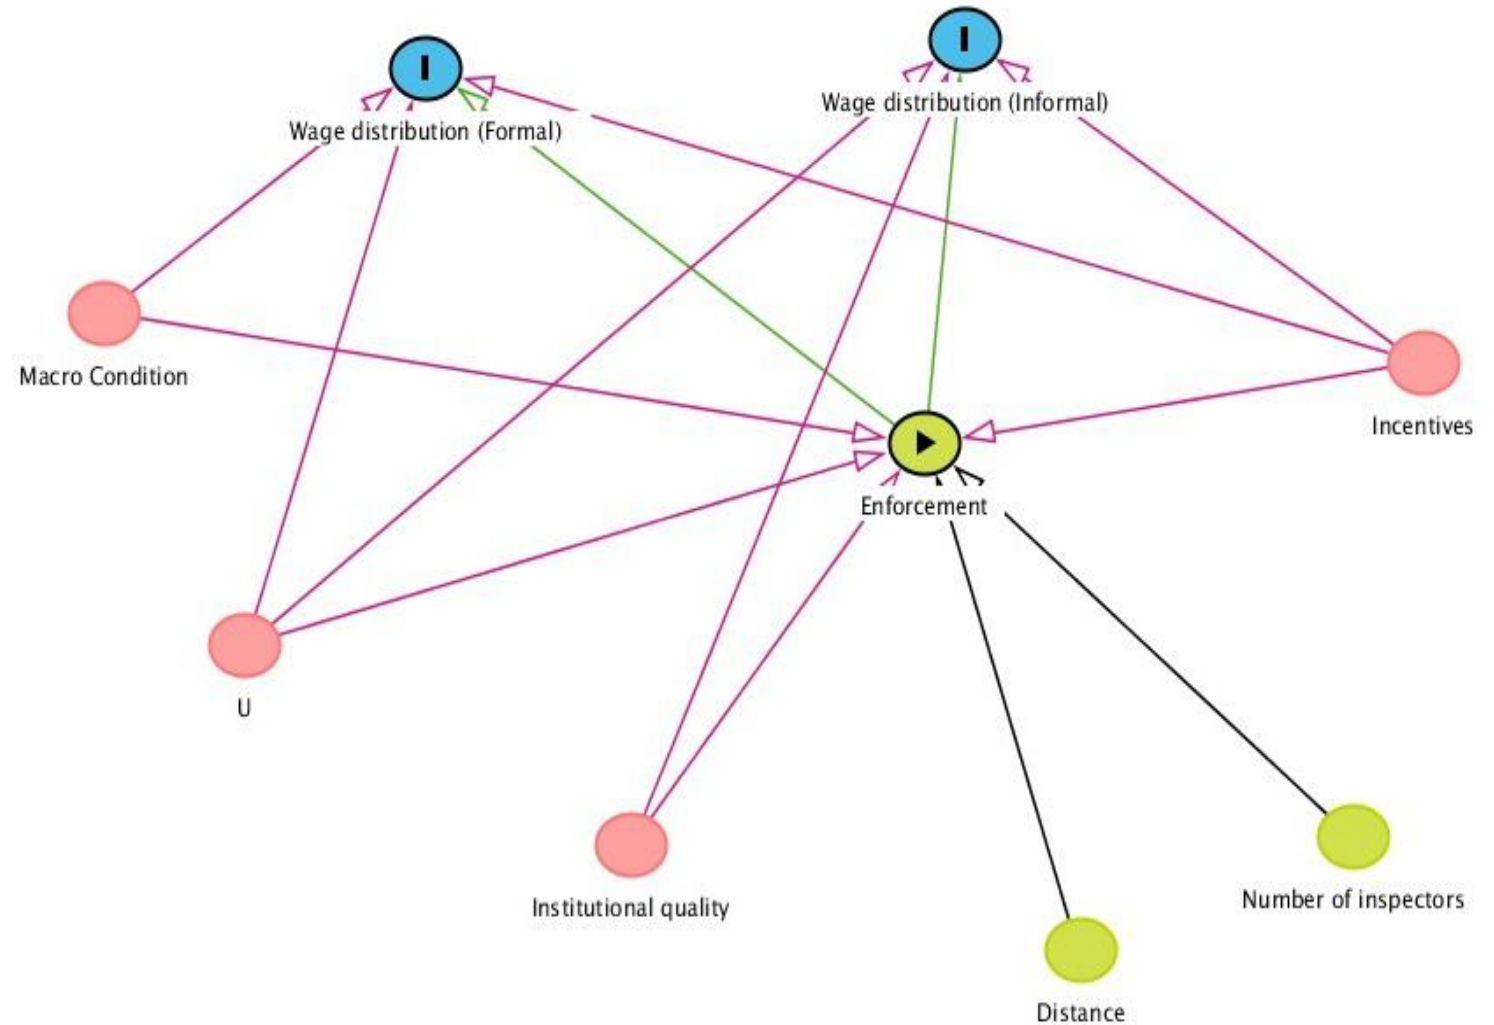 Wage distribution (Informal)
Wage distribution (Formal)
Macro Condition
Incentives
Enforcement
U
Number of inspectors
Institutional quality
Distance